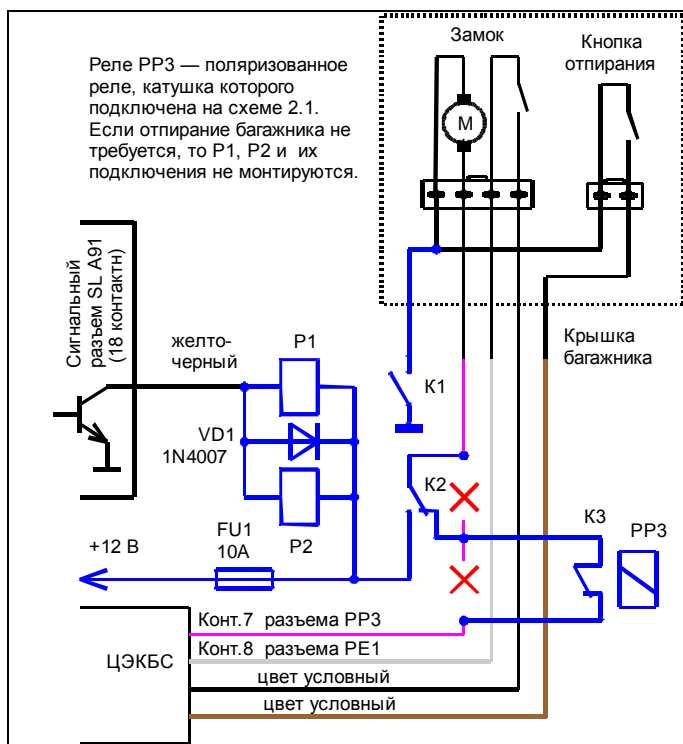 Реле РР3 — поляризованное
реле, катушка которого
подключена на схеме 2.1.
Если отпирание багажника не
требуется, то Р1, Р2 и их
подключения не монтируются.
Замок
Кнопка
отпирания
М
Сигнальный
разъем SL A91
(18 контактн)
желто-
черный
Р1
Крышка
багажника
К1
VD1
1N4007
К2
К3
РР3
+12 В
FU1
10А
Р2
ЦЭКБС
Конт.7 разъема РР3
Конт.8 разъема РЕ1
цвет условный
цвет условный